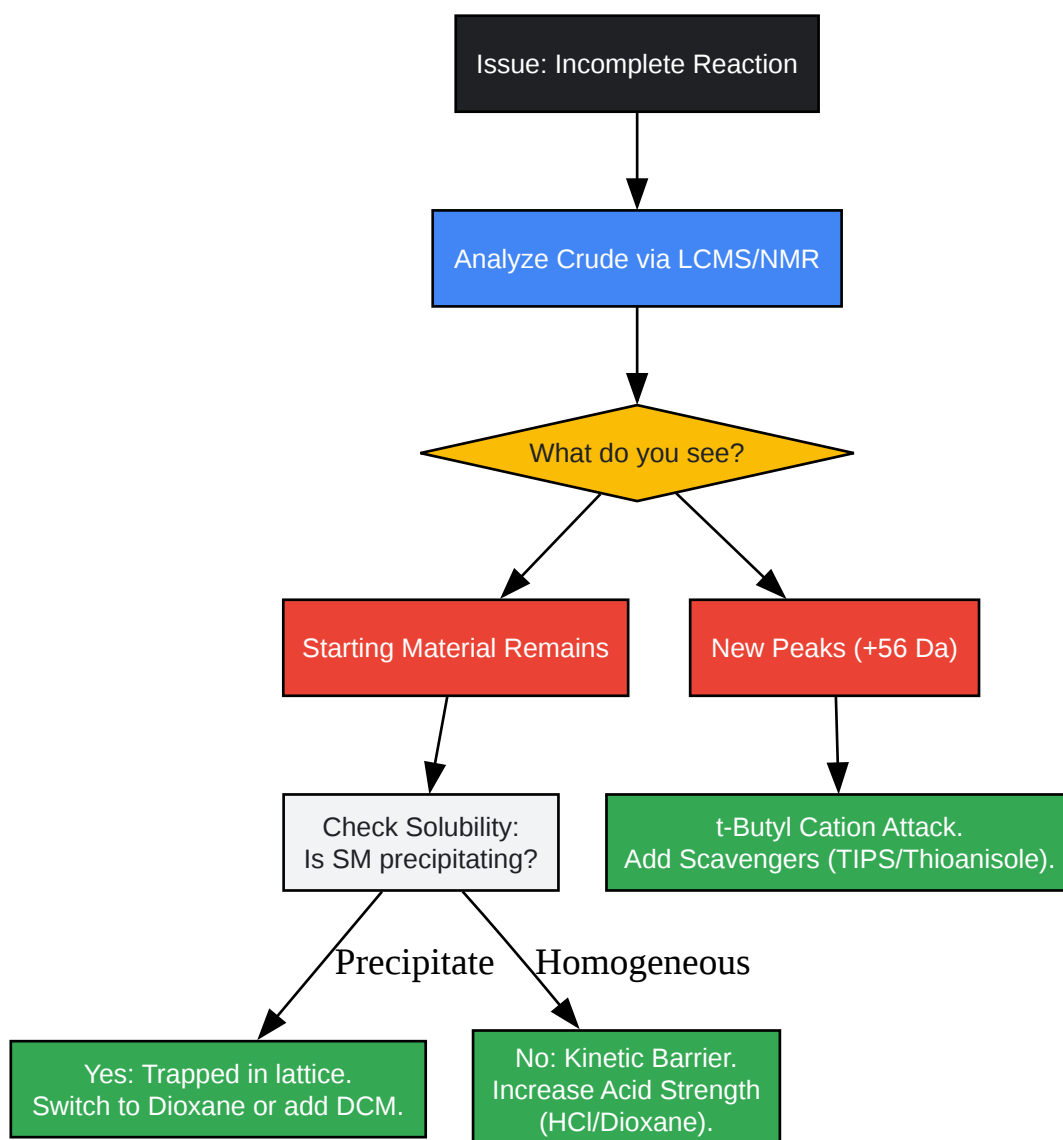 Issue: Incomplete Reaction
Analyze Crude via LCMS/NMR
What do you see?
Starting Material Remains
New Peaks (+56 Da)
Check Solubility:
Is SM precipitating?
t-Butyl Cation Attack.
Add Scavengers (TIPS/Thioanisole).
Precipitate
Homogeneous
Yes: Trapped in lattice.
Switch to Dioxane or add DCM.
No: Kinetic Barrier.
Increase Acid Strength
(HCl/Dioxane).